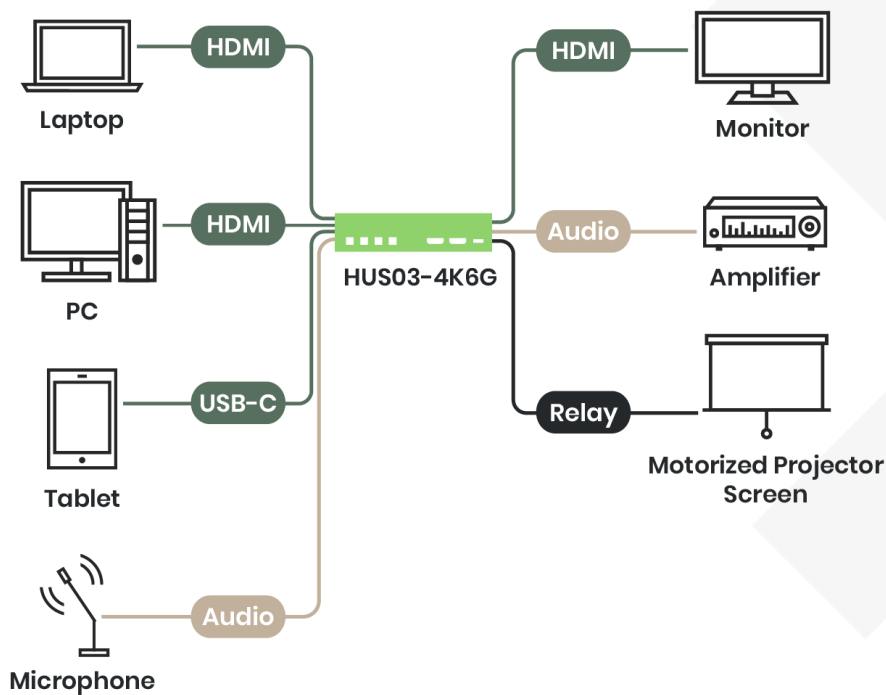 HDMI
HDMI
Laptop
Monitor
HDMI
Audio
HUS03-4K6G
Amplifier
PC
USB-C
Relay
Tablet
Motorized Projector
Screen
Audio
Microphone